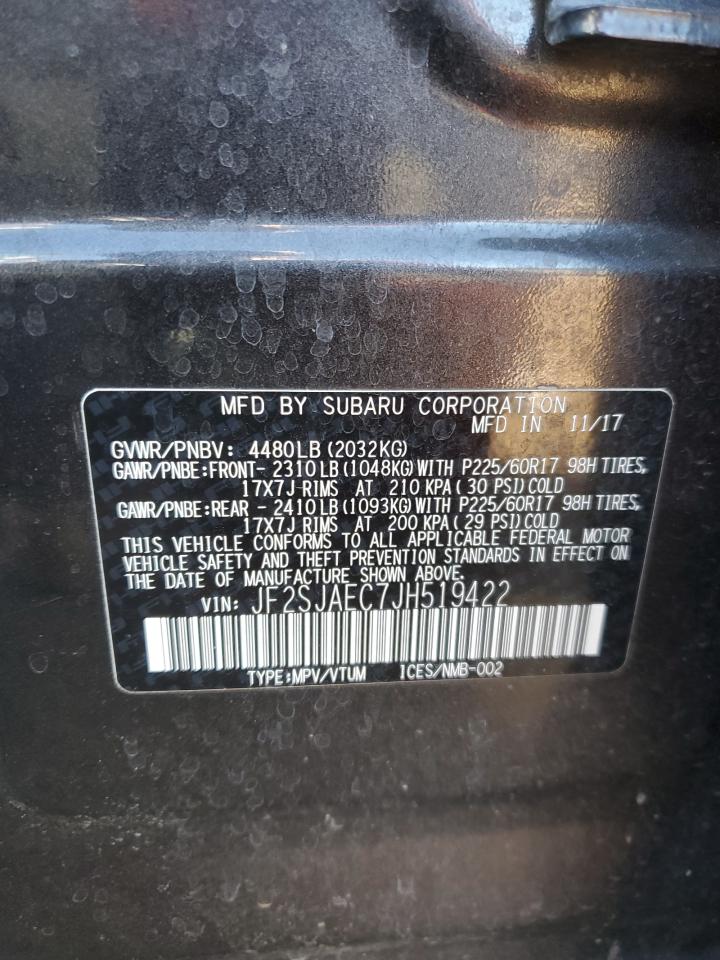 MFD BY SUBARU CORPORATION
MFD IN 11/17
GVWR/PNBV: 4480LB (2032KG)
GAWR/PNBE:FRONT- 2310LB (1048KG) WITH P225/60R17 98H TIRES,
17X7J RIMS AT 210 KPA (30 PSI) COLD
GAWR/PNBE:REAR - 2410LB (1093KG) WITH P225/60R17 98H TIRES,
17X7J RIMS AT 200 KPA (29 PSI) COLD
THIS VEHICLE CONFORMS TO ALL APPLICABLE FEDERAL MOTOR
VEHICLE SAFETY AND THEFT PREVENTION STANDARDS IN EFFECT ON
THE DATE OF MANUFACTURE SHOWN ABOVE.
VIN: JF2SJAEC7JH519422
TYPE:MPV/VTUM ICES/NMB-002